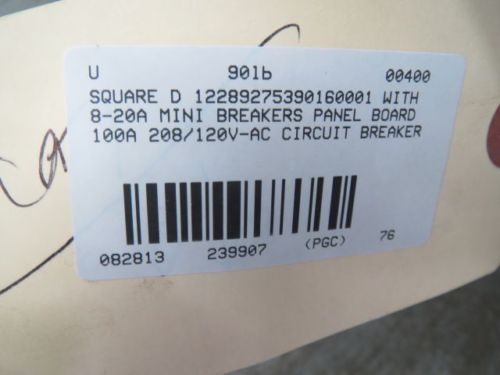 U 901b 00400
SQUARE D 12289275390160001 WITH
8-20A MINI BREAKERS PANEL BOARD
100A 208/120V-AC CIRCUIT BREAKER
082813 239907 (PGC) 76